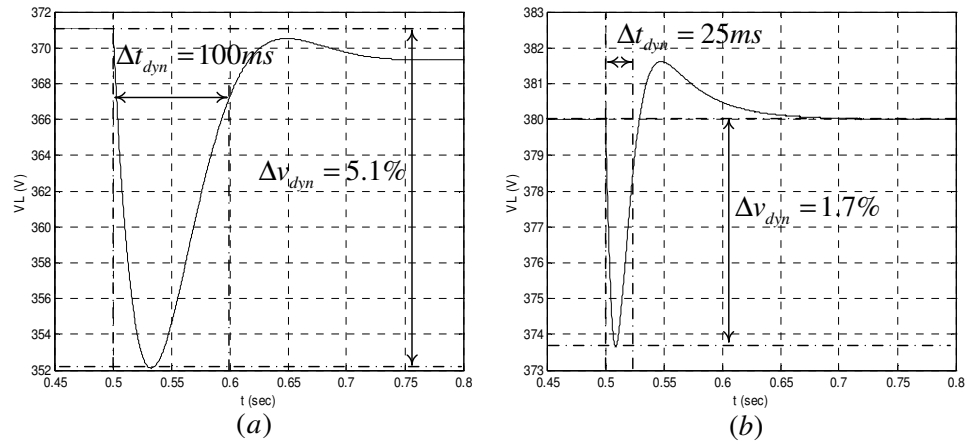 372
370
368
366
364
362
360
358
356
354
352
0.45 0.5 0.55 0.6 0.65 0.7 0.75 0.8
VL (V)
t (sec)
Δt_dyn = 100ms
Δv_dyn = 5.1%
(a)
383
382
381
380
379
378
377
376
375
374
373
0.45 0.5 0.55 0.6 0.65 0.7 0.75 0.8
VL (V)
t (sec)
Δt_dyn = 25ms
Δv_dyn = 1.7%
(b)